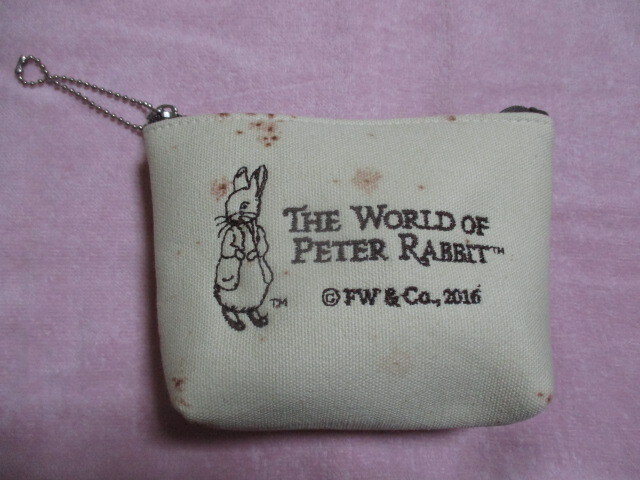 THE WORLD OF
PETER RABBIT™
© FW & Co., 2016
TM